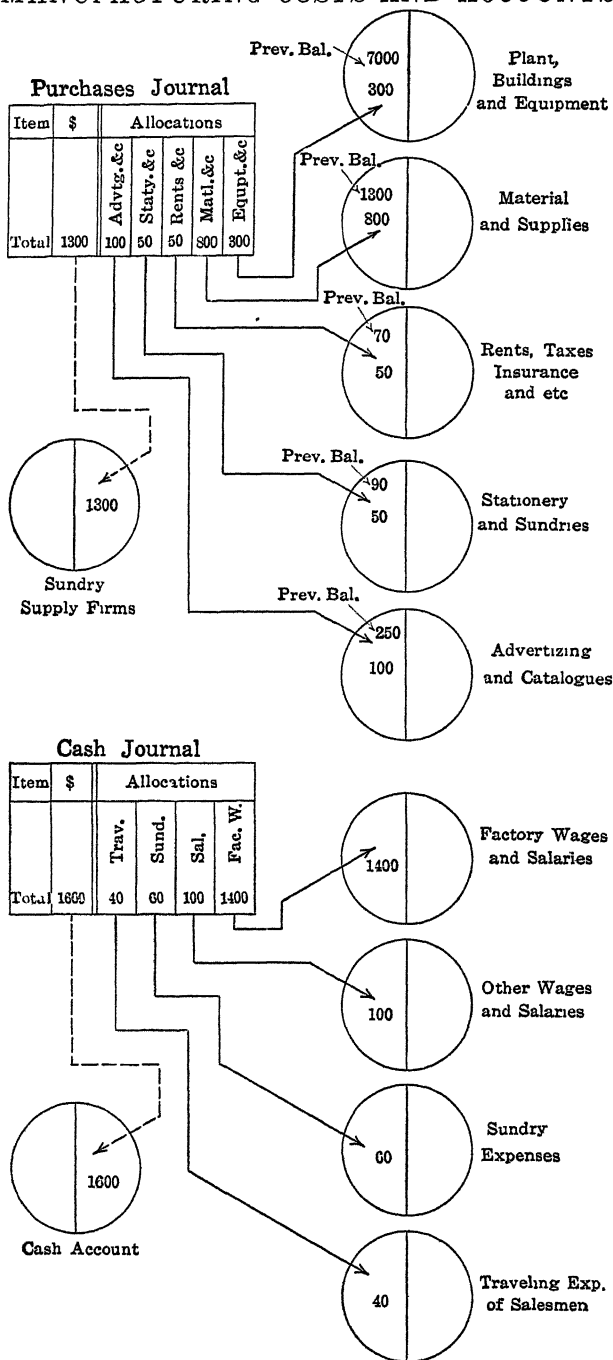 MANUFACTURING COSTS AND ACCOUNTS
Prev. Bal.
7000
300
Plant,
Buildings
and Equipment
Purchases Journal
Item $ Allocations
Advtg.&c Staty.&c Rents &c Matl.&c Equpt.&c
Total 1300 100 50 50 800 300
Prev. Bal.
1300
800
Material
and Supplies
Prev. Bal.
70
50
Rents, Taxes
Insurance
and etc
1300
Sundry
Supply Firms
Prev. Bal.
90
50
Stationery
and Sundries
Prev. Bal.
250
100
Advertizing
and Catalogues
Cash Journal
Item $ Allocations
Trav. Sund. Sal. Fac. W.
Total 1600 40 60 100 1400
1400
Factory Wages
and Salaries
100
Other Wages
and Salaries
1600
Cash Account
60
Sundry
Expenses
40
Traveling Exp.
of Salesmen